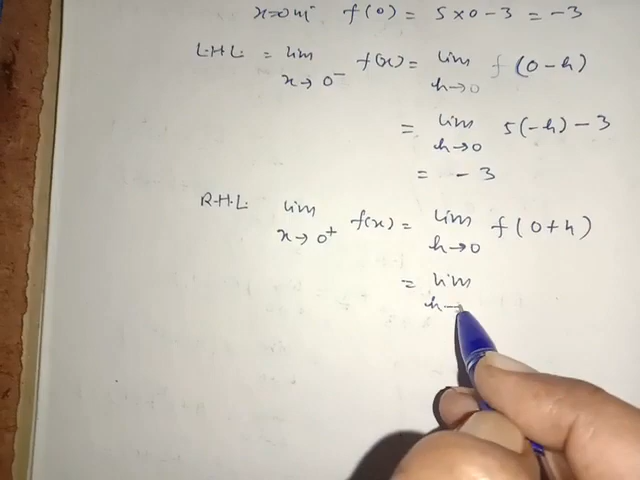 x=0 में f(0) = 5×0-3 = -3
L.H.L. = lim x→0⁻ f(x) = lim h→0 f(0-h)
= lim h→0 5(-h)-3
= -3
R.H.L. lim x→0⁺ f(x) = lim h→0 f(0+h)
= lim h→